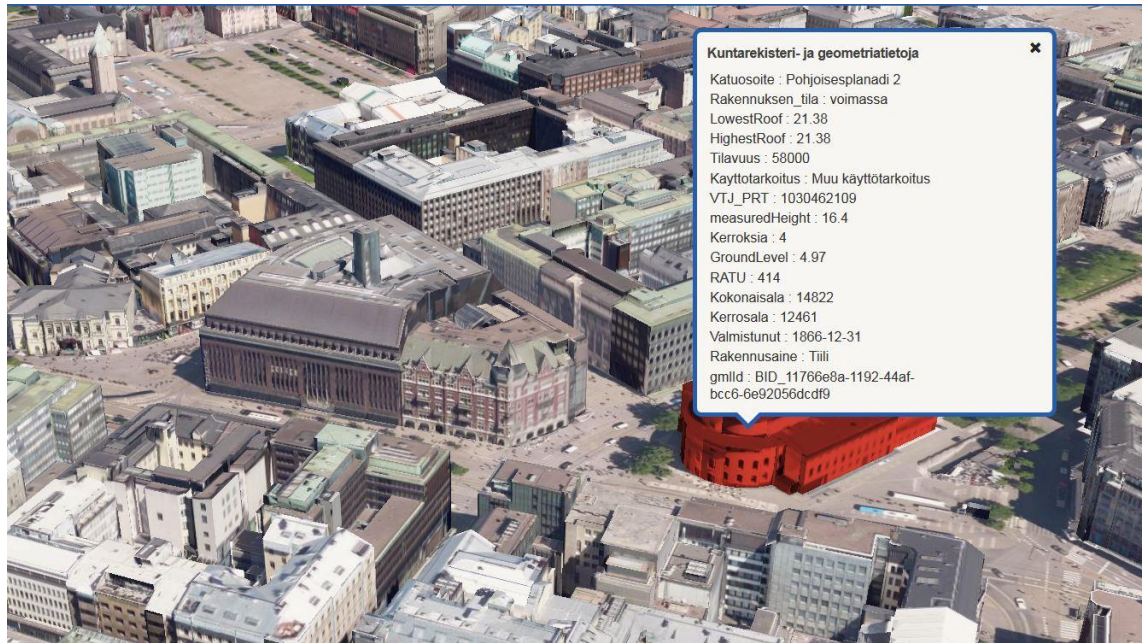 Kuntarekisteri- ja geometriatietoja
Katuosoite : Pohjoisesplanadi 2
Rakennuksen_tila : voimassa
LowestRoof : 21.38
HighestRoof : 21.38
Tilavuus : 58000
Kayttotarkoitus : Muu käyttötarkoitus
VTJ_PRT : 1030462109
measuredHeight : 16.4
Kerroksia : 4
GroundLevel : 4.97
RATU : 414
Kokonaisala : 14822
Kerrosala : 12461
Valmistunut : 1866-12-31
Rakennusaine : Tiili
gmlId : BID_11766e8a-1192-44af-
bcc6-6e92056dcdf9